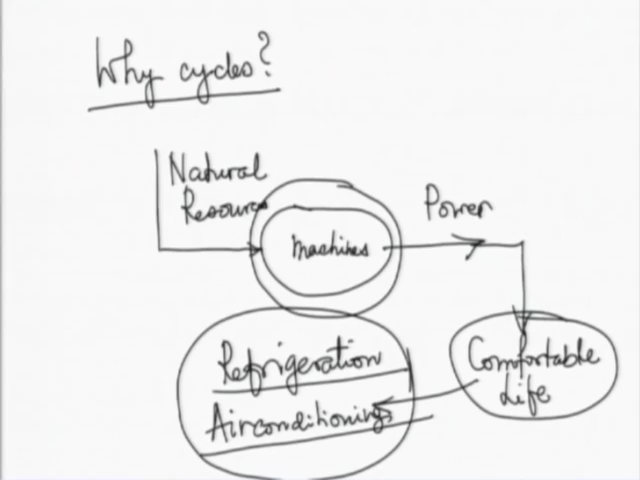 Why cycles?
Natural
Resource
Machines
Power
Comfortable
Life
Refrigeration
Airconditioning